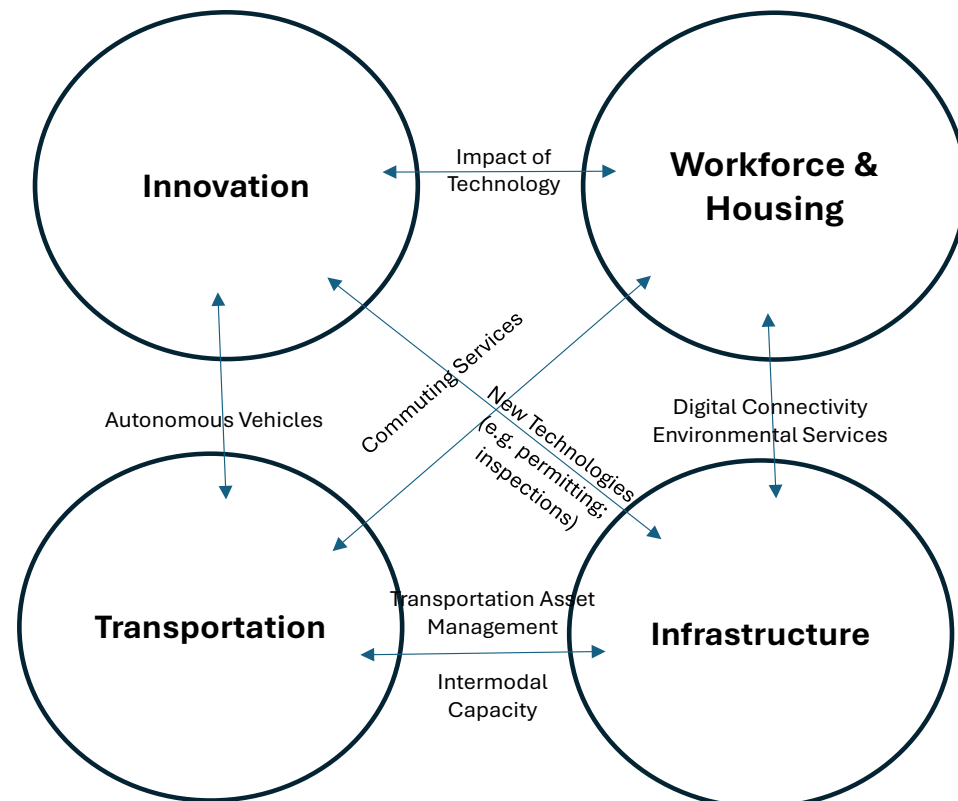 Impact of
Technology
Innovation
Workforce &
Housing
Commuting Services
New Technologies
(e.g. permitting;
inspections)
Autonomous Vehicles
Digital Connectivity
Environmental Services
Transportation Asset
Management
Transportation
Infrastructure
Intermodal
Capacity